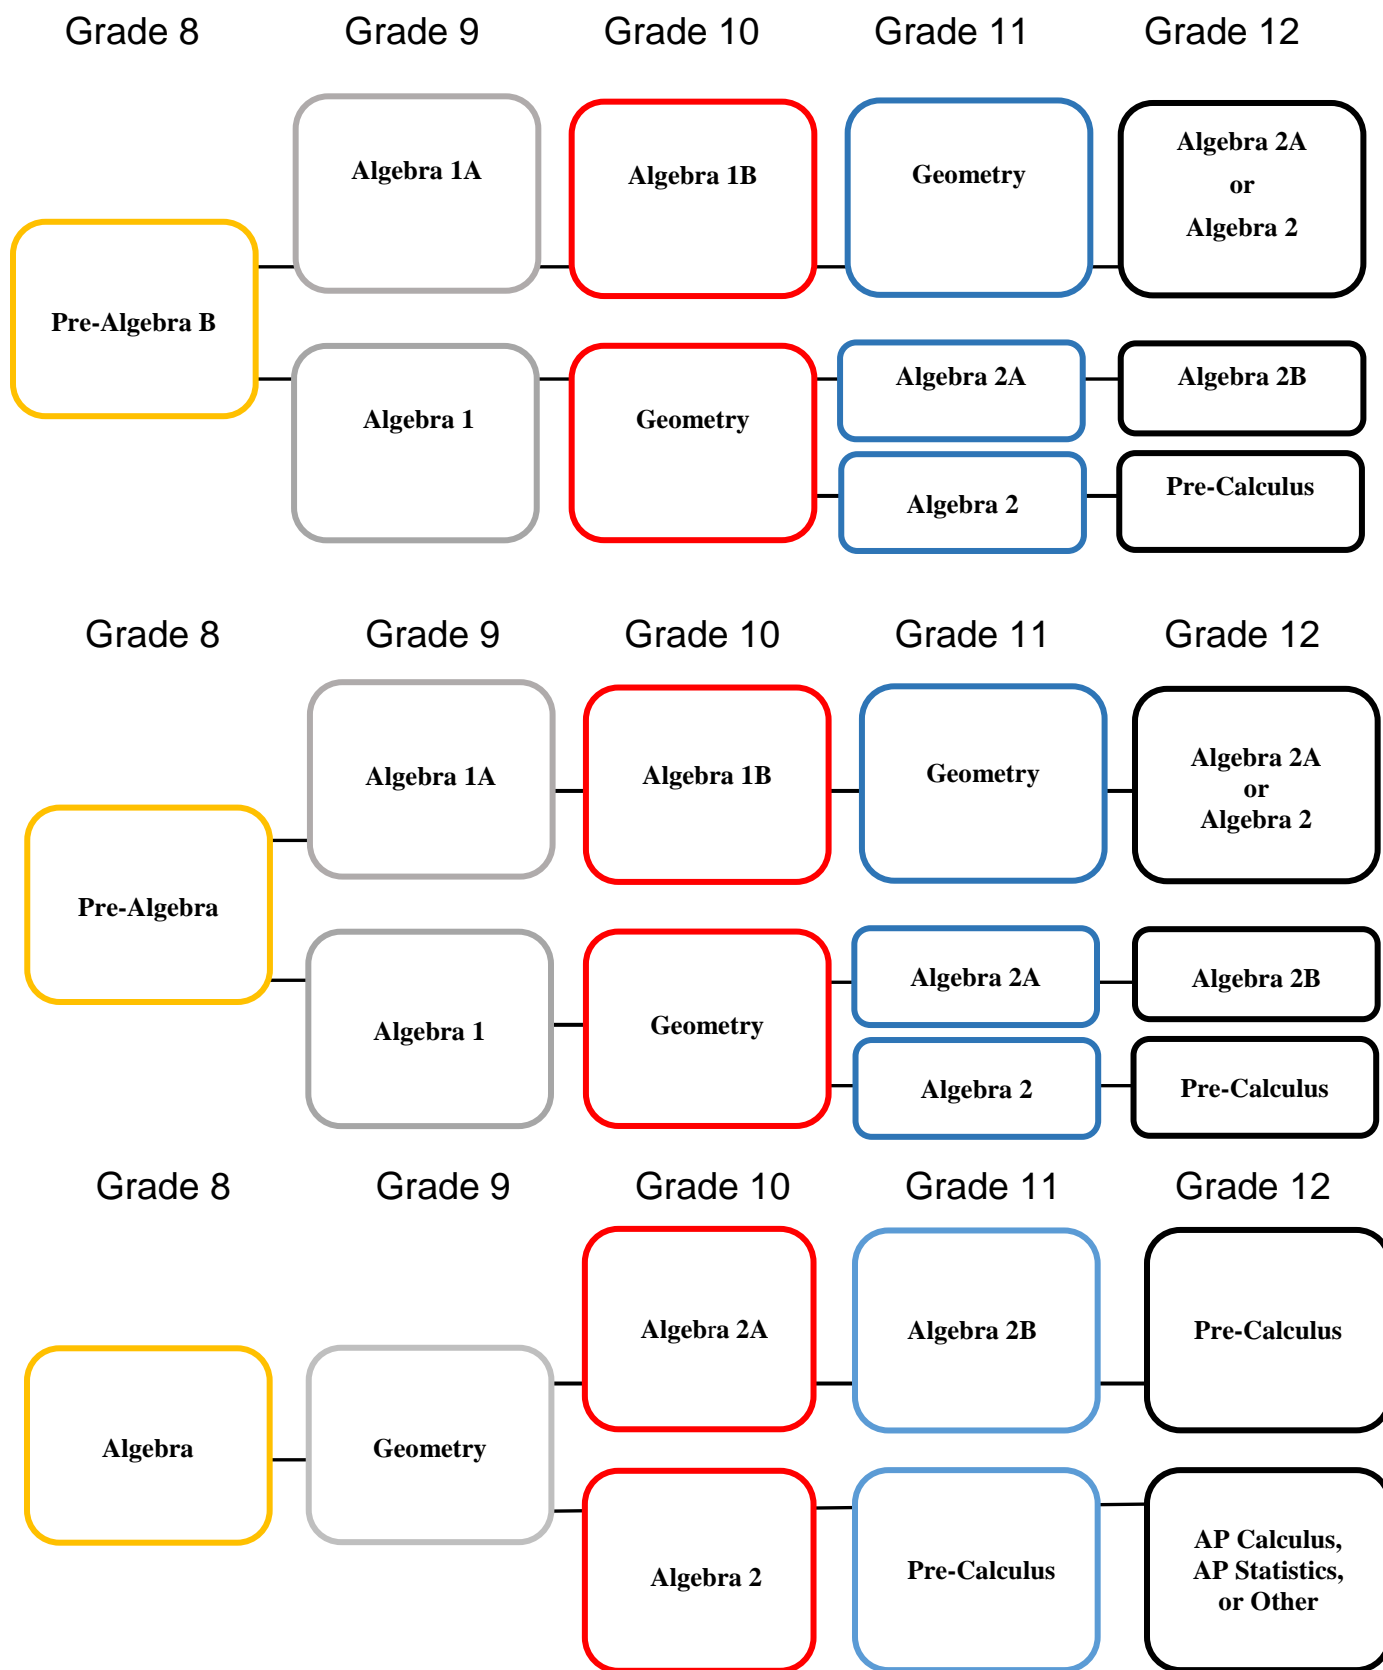 Grade 8 Grade 9 Grade 10 Grade 11 Grade 12
Pre-Algebra B
Algebra 1A
Algebra 1B
Geometry
Algebra 2A
or
Algebra 2
Algebra 1
Geometry
Algebra 2A
Algebra 2B
Algebra 2
Pre-Calculus
Grade 8 Grade 9 Grade 10 Grade 11 Grade 12
Pre-Algebra
Algebra 1A
Algebra 1B
Geometry
Algebra 2A
or
Algebra 2
Algebra 1
Geometry
Algebra 2A
Algebra 2B
Algebra 2
Pre-Calculus
Grade 8 Grade 9 Grade 10 Grade 11 Grade 12
Algebra
Geometry
Algebra 2A
Algebra 2B
Pre-Calculus
Algebra 2
Pre-Calculus
AP Calculus,
AP Statistics,
or Other